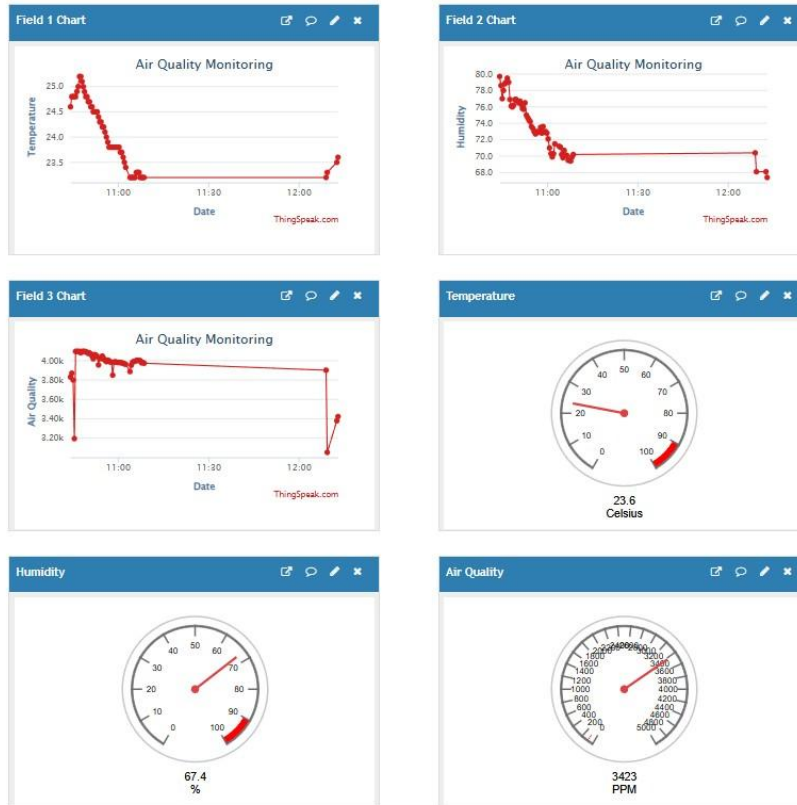 Field 1 Chart
Air Quality Monitoring
Temperature
25.0
24.5
24.0
23.5
11:00 11:30 12:00
Date
ThingSpeak.com
Field 2 Chart
Air Quality Monitoring
Humidity
80.0
78.0
76.0
74.0
72.0
70.0
68.0
11:00 11:30 12:00
Date
ThingSpeak.com
Field 3 Chart
Air Quality Monitoring
Air Quality
4.00k
3.80k
3.60k
3.40k
3.20k
11:00 11:30 12:00
Date
ThingSpeak.com
Temperature
0 10 20 30 40 50 60 70 80 90 100
23.6
Celsius
Humidity
0 10 20 30 40 50 60 70 80 90 100
67.4
%
Air Quality
0 200 400 600 800 1000 1200 1400 1600 1800 3000 3200 3400 3600 3800 4000 4200 4400 4600 4800 5000
3423
PPM